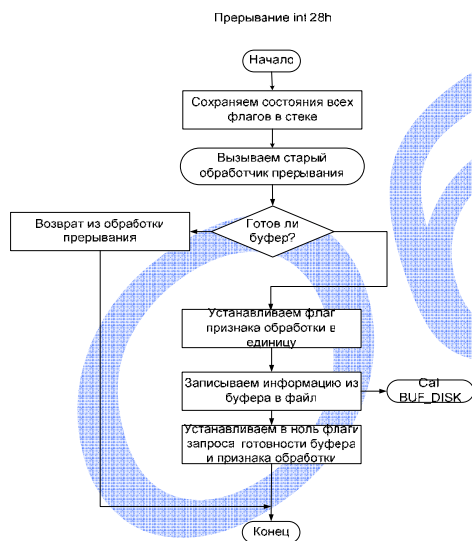 Прерывание int 28h
Начало
Сохраняем состояния всех
флагов в стеке
Вызываем старый
обработчик прерывания
Готов ли
буфер?
Возврат из обработки
прерывания
Устанавливаем флаг
признака обработки в
единицу
Записываем информацию из
буфера в файл
Cal
BUF_DISK
Устанавливаем в ноль флаги
запроса готовности буфера
и признака обработки
Конец